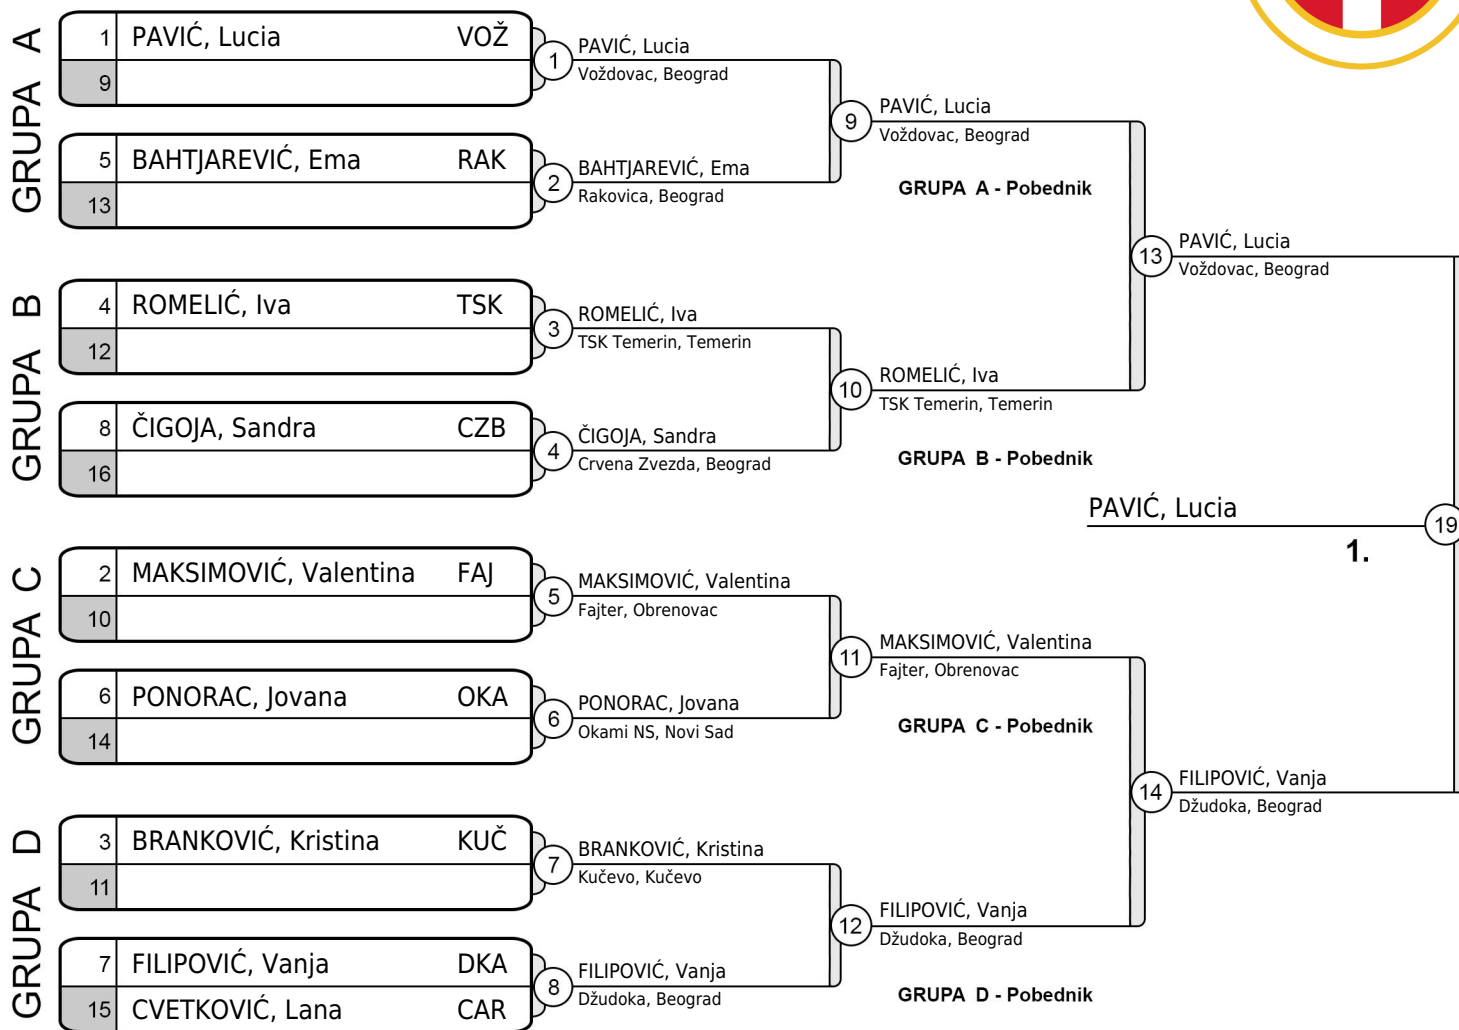 GRUPA A
1 PAVIĆ, Lucia VOŽ
9
5 BAHTJAREVIĆ, Ema RAK
13
GRUPA B
4 ROMELIĆ, Iva TSK
12
8 ČIGOJA, Sandra CZB
16
GRUPA C
2 MAKSIMOVIĆ, Valentina FAJ
10
6 PONORAC, Jovana OKA
14
GRUPA D
3 BRANKOVIĆ, Kristina KUČ
11
7 FILIPOVIĆ, Vanja DKA
15 CVETKOVIĆ, Lana CAR
1 PAVIĆ, Lucia
Voždovac, Beograd
2 BAHTJAREVIĆ, Ema
Rakovica, Beograd
3 ROMELIĆ, Iva
TSK Temerin, Temerin
4 ČIGOJA, Sandra
Crvena Zvezda, Beograd
5 MAKSIMOVIĆ, Valentina
Fajter, Obrenovac
6 PONORAC, Jovana
Okami NS, Novi Sad
7 BRANKOVIĆ, Kristina
Kučevo, Kučevo
8 FILIPOVIĆ, Vanja
Džudoka, Beograd
9 PAVIĆ, Lucia
Voždovac, Beograd
GRUPA A - Pobednik
10 ROMELIĆ, Iva
TSK Temerin, Temerin
GRUPA B - Pobednik
11 MAKSIMOVIĆ, Valentina
Fajter, Obrenovac
GRUPA C - Pobednik
12 FILIPOVIĆ, Vanja
Džudoka, Beograd
GRUPA D - Pobednik
13 PAVIĆ, Lucia
Voždovac, Beograd
14 FILIPOVIĆ, Vanja
Džudoka, Beograd
PAVIĆ, Lucia 19
1.